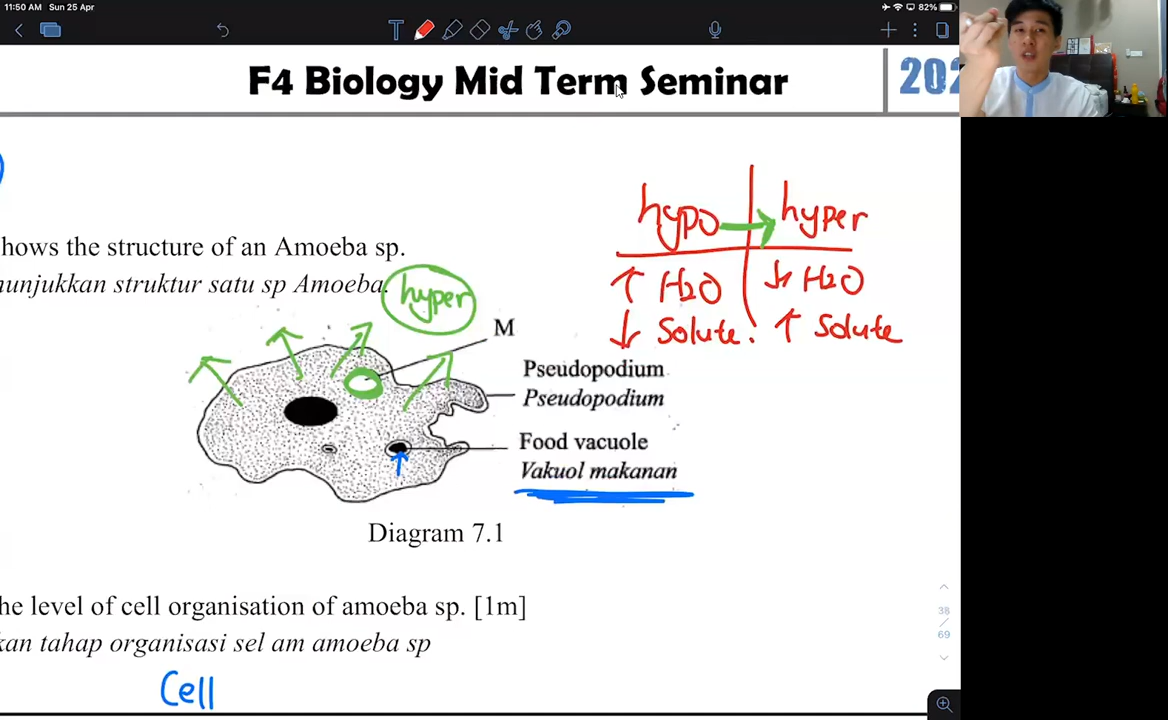 11:50 AM Sun 25 Apr
82%
F4 Biology Mid Term Seminar
202
hypo hyper
↑ H2O ↓ H2O
↓ Solute. ↑ Solute
hows the structure of an Amoeba sp.
nunjukkan struktur satu sp Amoeba.
hyper
M
Pseudopodium
Pseudopodium
Food vacuole
Vakuol makanan
Diagram 7.1
he level of cell organisation of amoeba sp. [1m]
kan tahap organisasi sel am amoeba sp
Cell
38
/
69